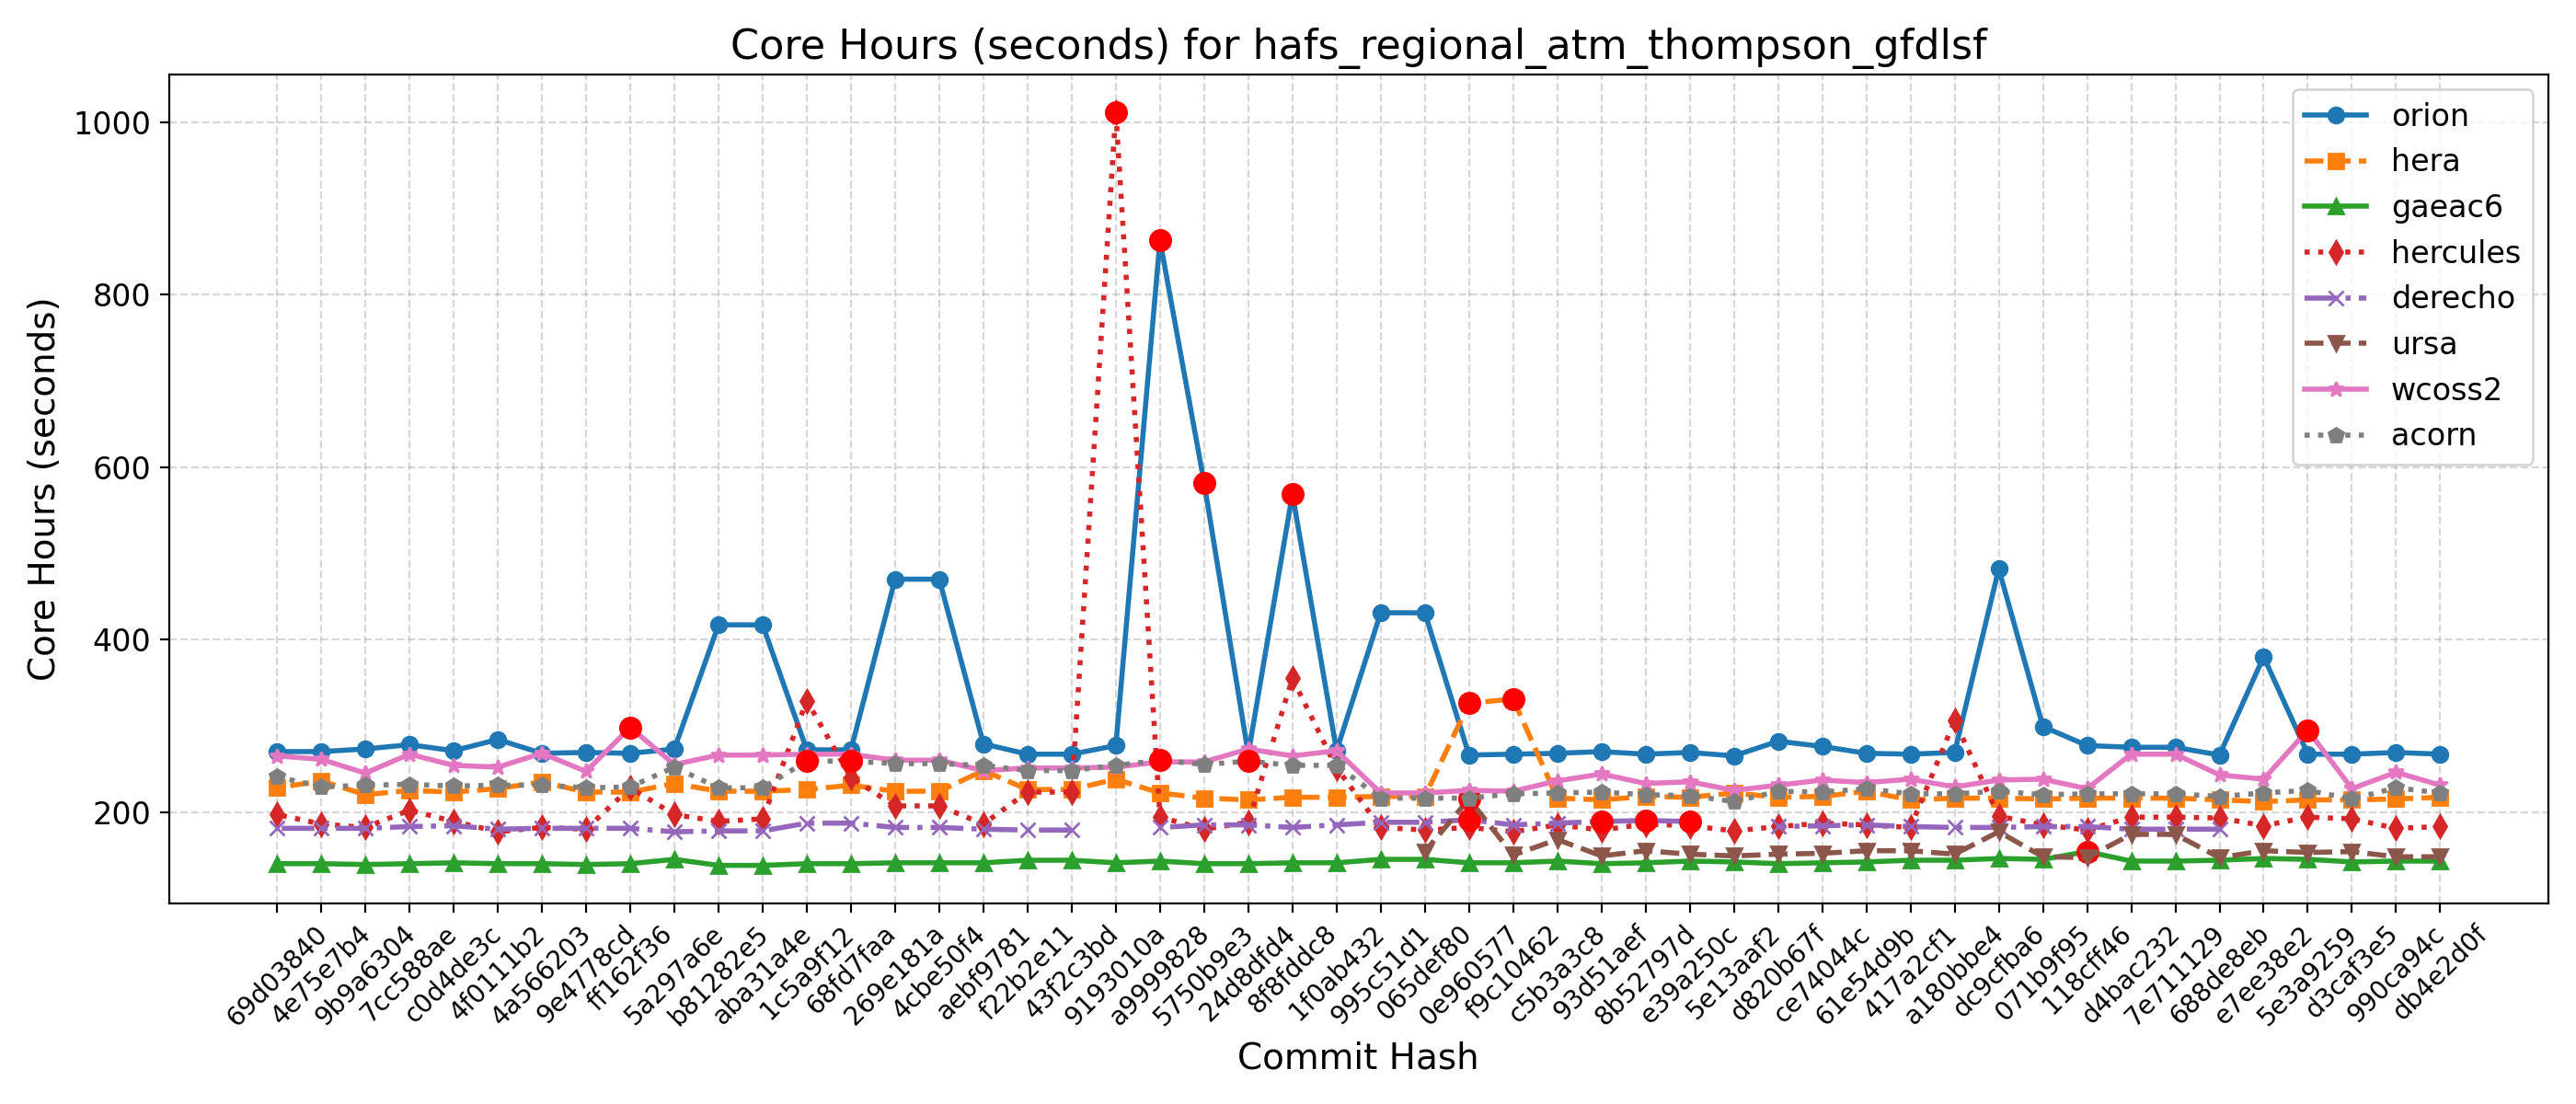 Core Hours (seconds) for hafs_regional_atm_thompson_gfdlsf
Core Hours (seconds)
1000
800
600
400
200
orion
hera
gaeac6
hercules
derecho
ursa
wcoss2
acorn
69d03840
4e75e7b4
9b9a6304
7cc588ae
c0d4de3c
4f0111b2
4a566203
9e4778cd
ff162f36
5a297a6e
b81282e5
aba31a4e
1c5a9f12
68fd7faa
269e181a
4cbe50f4
aebf9781
f22b2e11
43f2c3bd
9193010a
a9999828
5750b9e3
24d8dfd4
8f8fddc8
1f0ab432
995c51d1
065def80
0e960577
f9c10462
c5b3a3c8
93d51aef
8b52797d
e39a250c
5e13aaf2
d820b67f
ce74044c
61e54d9b
417a2cf1
a180bbe4
dc9cfba6
071b9f95
118cff46
d4bac232
7e711129
688de8eb
e7ee38e2
5e3a9259
d3caf3e5
990ca94c
db4e2d0f
Commit Hash